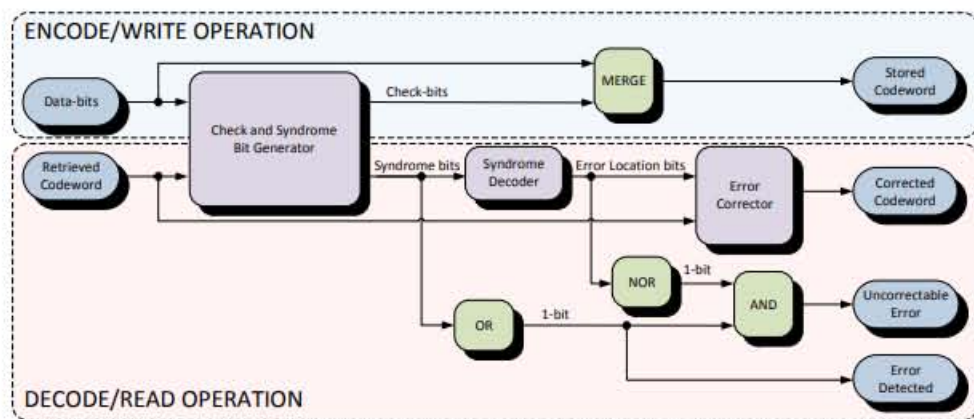 ENCODE/WRITE OPERATION
Data-bits
Check and Syndrome
Bit Generator
Check-bits
MERGE
Stored
Codeword
Retrieved
Codeword
Syndrome bits
Syndrome
Decoder
Error Location bits
Error
Corrector
Corrected
Codeword
NOR
1-bit
AND
Uncorrectable
Error
OR
1-bit
Error
Detected
DECODE/READ OPERATION